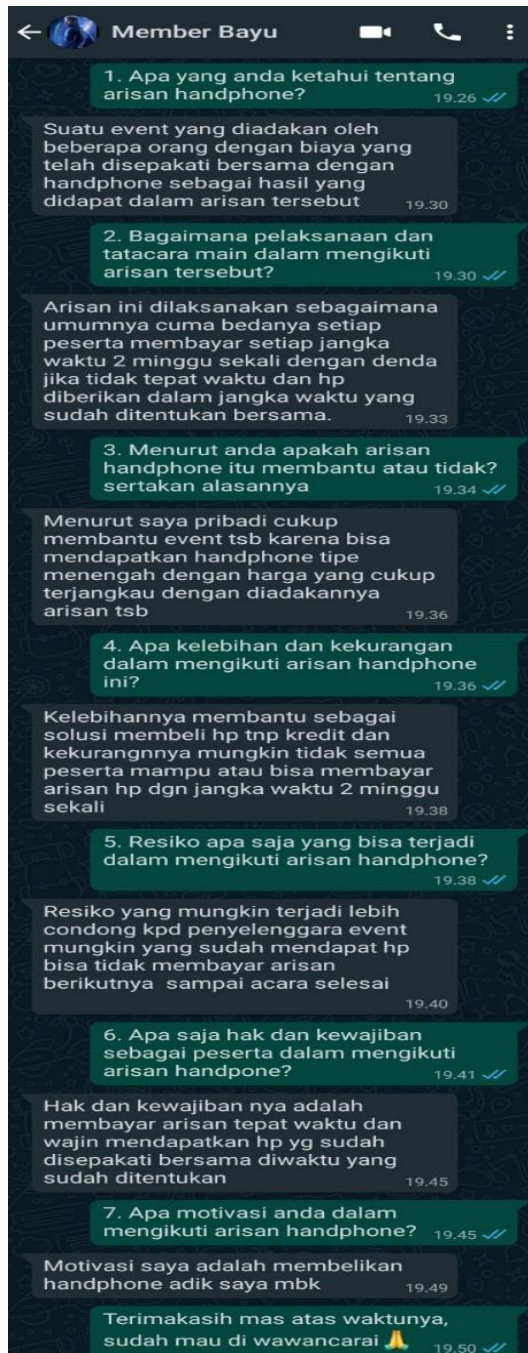 Member Bayu
1. Apa yang anda ketahui tentang
arisan handphone?
19.26
Suatu event yang diadakan oleh
beberapa orang dengan biaya yang
telah disepakati bersama dengan
handphone sebagai hasil yang
didapat dalam arisan tersebut
19.30
2. Bagaimana pelaksanaan dan
tatacara main dalam mengikuti
arisan tersebut?
19.30
Arisan ini dilaksanakan sebagaimana
umumnya cuma bedanya setiap
peserta membayar setiap jangka
waktu 2 minggu sekali dengan denda
jika tidak tepat waktu dan hp
diberikan dalam jangka waktu yang
sudah ditentukan bersama.
19.33
3. Menurut anda apakah arisan
handphone itu membantu atau tidak?
sertakan alasannya
19.34
Menurut saya pribadi cukup
membantu event tsb karena bisa
mendapatkan handphone tipe
menengah dengan harga yang cukup
terjangkau dengan diadakannya
arisan tsb
19.36
4. Apa kelebihan dan kekurangan
dalam mengikuti arisan handphone
ini?
19.36
Kelebihannya membantu sebagai
solusi membeli hp tnp kredit dan
kekurangnnya mungkin tidak semua
peserta mampu atau bisa membayar
arisan hp dgn jangka waktu 2 minggu
sekali
19.38
5. Resiko apa saja yang bisa terjadi
dalam mengikuti arisan handphone?
19.38
Resiko yang mungkin terjadi lebih
condong kpd penyelenggara event
mungkin yang sudah mendapat hp
bisa tidak membayar arisan
berikutnya sampai acara selesai
19.40
6. Apa saja hak dan kewajiban
sebagai peserta dalam mengikuti
arisan handpone?
19.41
Hak dan kewajiban nya adalah
membayar arisan tepat waktu dan
wajin mendapatkan hp yg sudah
disepakati bersama diwaktu yang
sudah ditentukan
19.45
7. Apa motivasi anda dalam
mengikuti arisan handphone?
19.45
Motivasi saya adalah membelikan
handphone adik saya mbk
19.49
Terimakasih mas atas waktunya,
sudah mau di wawancarai 🙏
19.50